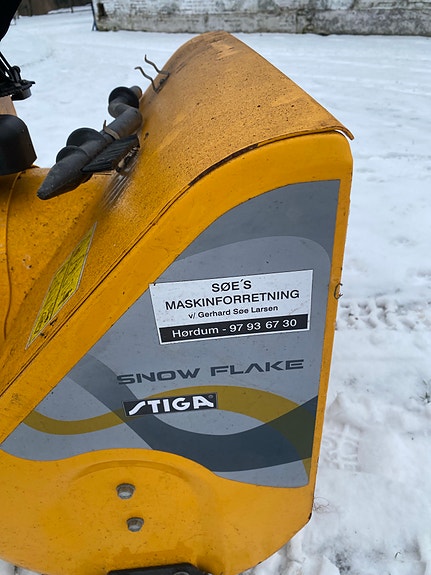 SØE´S
MASKINFORRETNING
v/ Gerhard Søe Larsen
Hørdum - 97 93 67 30
SNOW FLAKE
STIGA